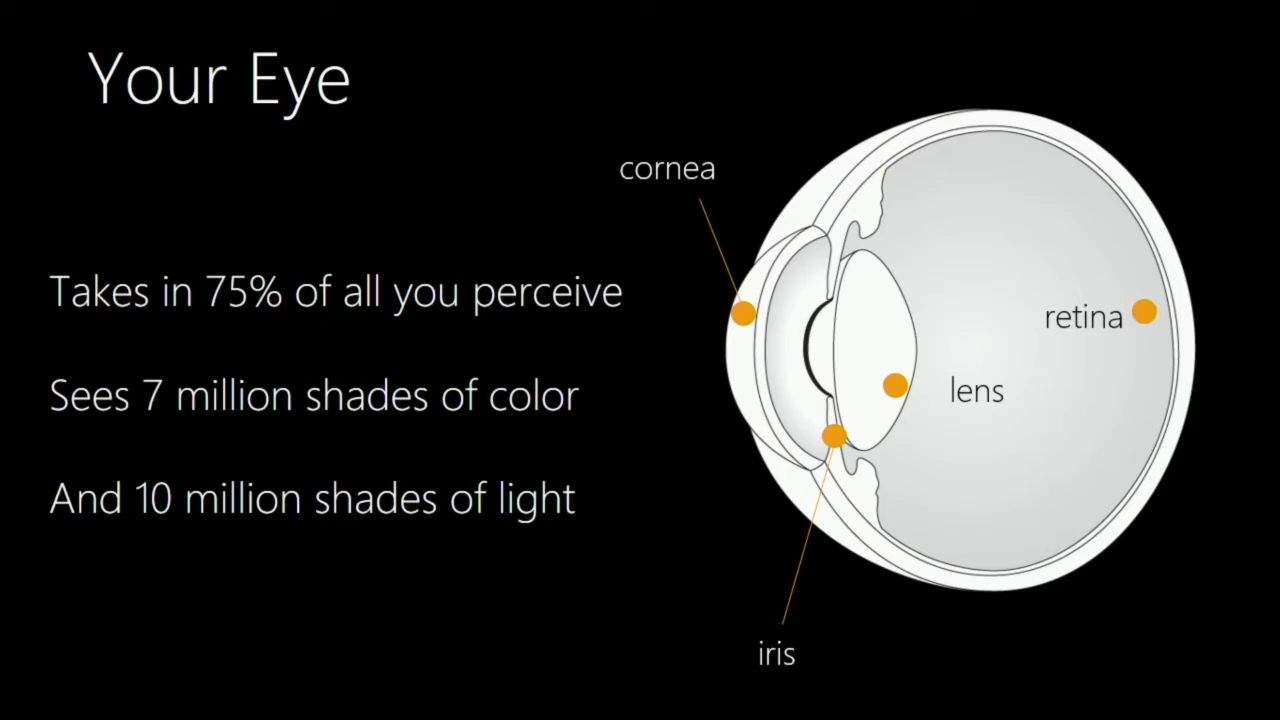 Your Eye
cornea
Takes in 75% of all you perceive
retina
Sees 7 million shades of color
lens
And 10 million shades of light
iris